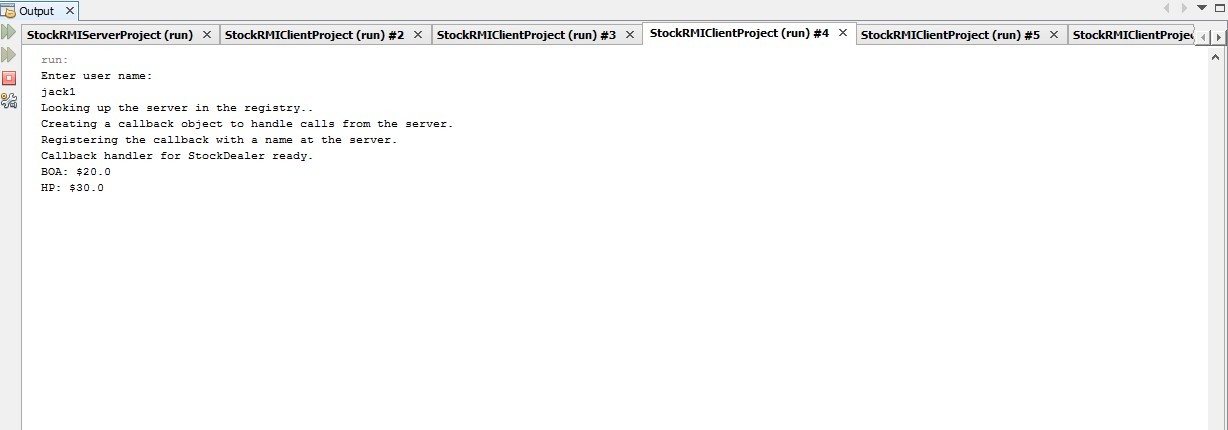 Output
StockRMIServerProject (run) StockRMIClientProject (run) #2 StockRMIClientProject (run) #3 StockRMIClientProject (run) #4 StockRMIClientProject (run) #5 StockRMIClientProje
run:
Enter user name:
jack1
Looking up the server in the registry..
Creating a callback object to handle calls from the server.
Registering the callback with a name at the server.
Callback handler for StockDealer ready.
BOA: $20.0
HP: $30.0